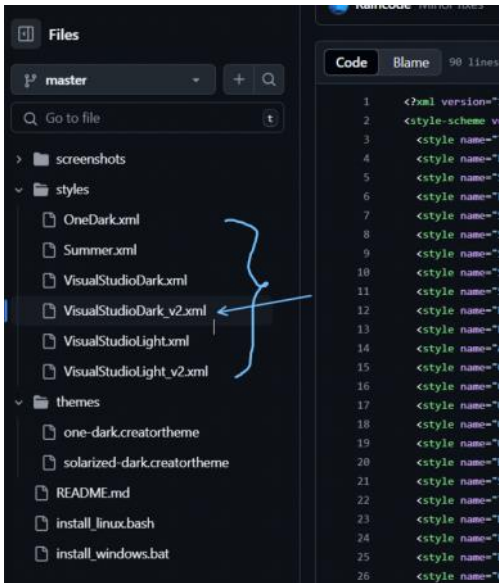 Files
Raincode Minor fixes
master
Go to file
t
Code Blame 90 lines
screenshots
styles
OneDark.xml
Summer.xml
VisualStudioDark.xml
VisualStudioDark_v2.xml
VisualStudioLight.xml
VisualStudioLight_v2.xml
themes
one-dark.creatortheme
solarized-dark.creatortheme
README.md
install_linux.bash
install_windows.bat
1 <?xml version="
2 <style-scheme v
3 <style name="
4 <style name="
5 <style name="
6 <style name="
7 <style name="
8 <style name="
9 <style name="
10 <style name="
11 <style name="
12 <style name="
13 <style name="
14 <style name="
15 <style name="
16 <style name="
17 <style name="
18 <style name="
19 <style name="
20 <style name="
21 <style name="
22 <style name="
23 <style name="
24 <style name="
25 <style name="
26 <style name="